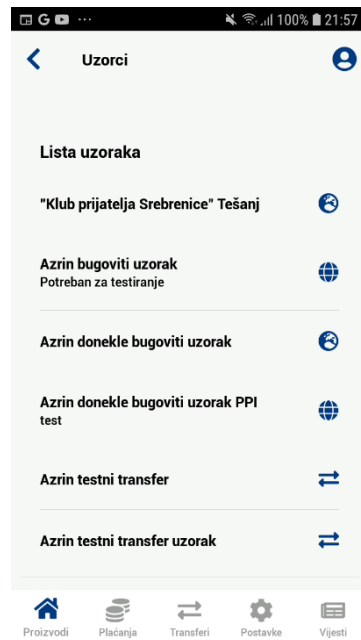 100% 21:57
Uzorci
Lista uzoraka
"Klub prijatelja Srebrenice" Tešanj
Azrin bugoviti uzorak
Potreban za testiranje
Azrin donekle bugoviti uzorak
Azrin donekle bugoviti uzorak PPI
test
Azrin testni transfer
Azrin testni transfer uzorak
Proizvodi Plaćanja Transferi Postavke Vijesti